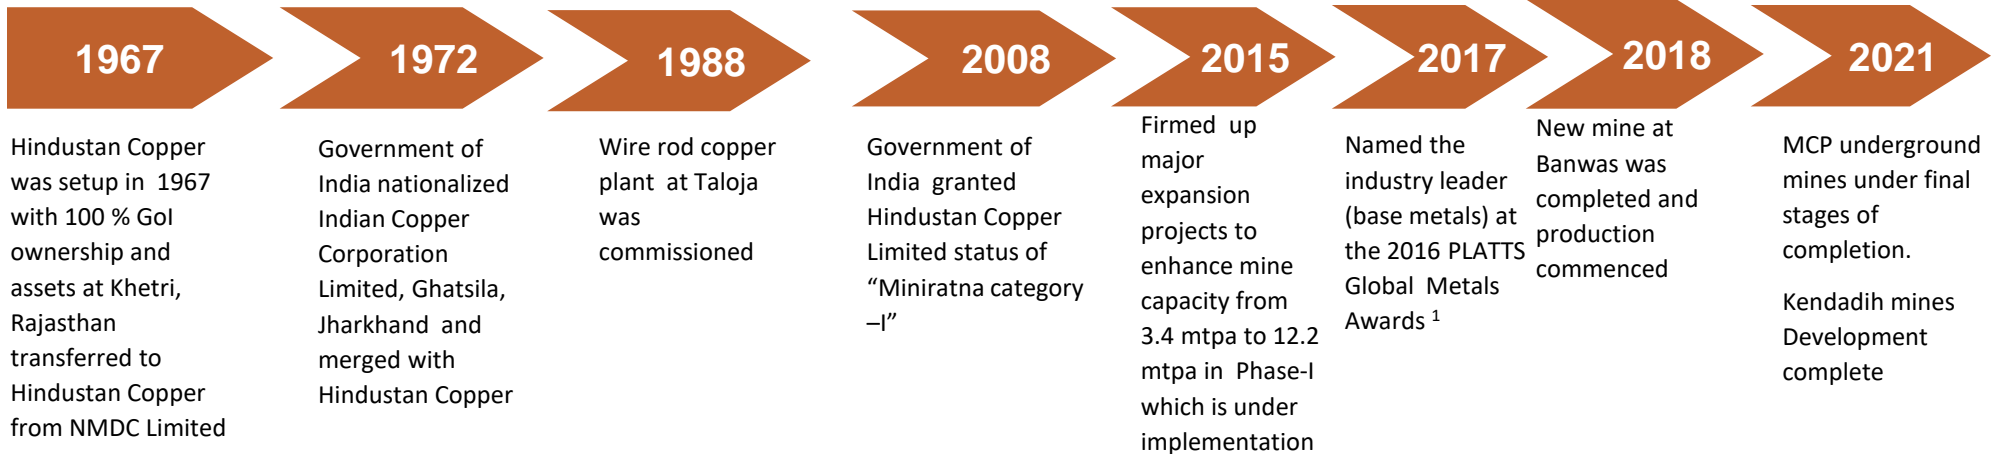 1967
Hindustan Copper
was setup in 1967
with 100 % GoI
ownership and
assets at Khetri,
Rajasthan
transferred to
Hindustan Copper
from NMDC Limited
1972
Government of
India nationalized
Indian Copper
Corporation
Limited, Ghatsila,
Jharkhand and
merged with
Hindustan Copper
1988
Wire rod copper
plant at Taloja
was
commissioned
2008
Government of
India granted
Hindustan Copper
Limited status of
“Miniratna category
–I”
2015
Firmed up
major
expansion
projects to
enhance mine
capacity from
3.4 mtpa to 12.2
mtpa in Phase-I
which is under
implementation
2017
Named the
industry leader
(base metals) at
the 2016 PLATTS
Global Metals
Awards 1
2018
New mine at
Banwas was
completed and
production
commenced
2021
MCP underground
mines under final
stages of
completion.
Kendadih mines
Development
complete